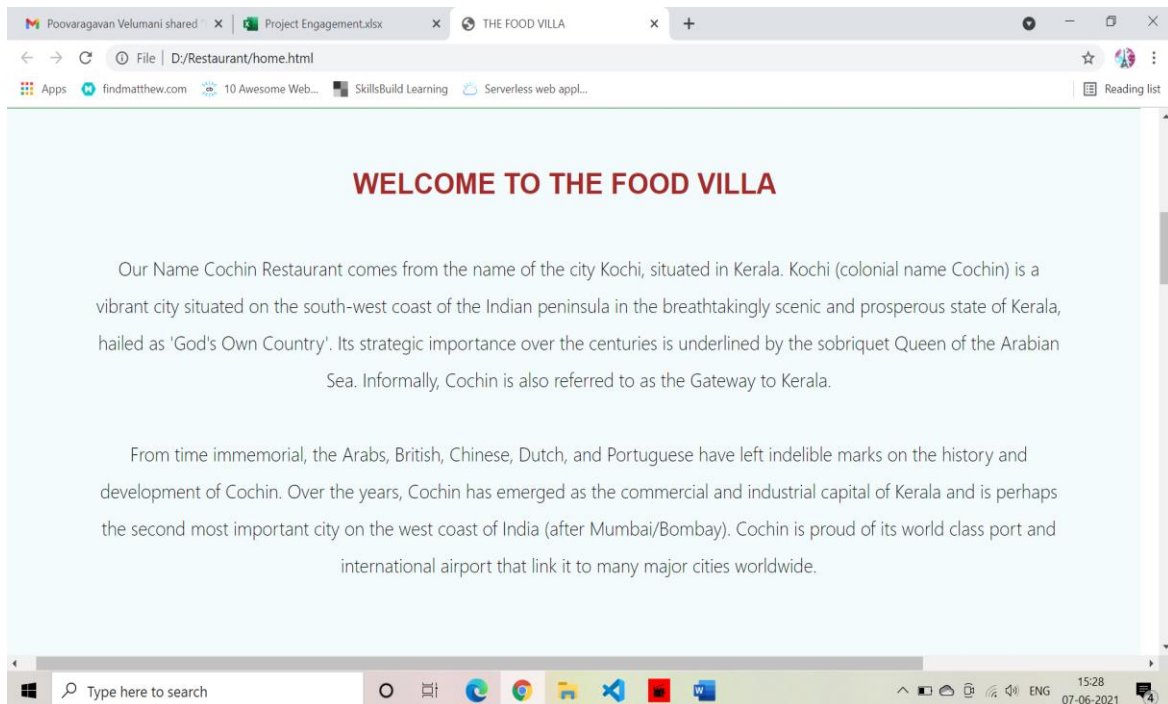 Poovaragavan Velumani shared
Project Engagement.xlsx
THE FOOD VILLA
File | D:/Restaurant/home.html
Apps
findmatthew.com
10 Awesome Web...
SkillsBuild Learning
Serverless web appl...
Reading list
WELCOME TO THE FOOD VILLA
Our Name Cochin Restaurant comes from the name of the city Kochi, situated in Kerala. Kochi (colonial name Cochin) is a
vibrant city situated on the south-west coast of the Indian peninsula in the breathtakingly scenic and prosperous state of Kerala,
hailed as 'God's Own Country'. Its strategic importance over the centuries is underlined by the sobriquet Queen of the Arabian
Sea. Informally, Cochin is also referred to as the Gateway to Kerala.
From time immemorial, the Arabs, British, Chinese, Dutch, and Portuguese have left indelible marks on the history and
development of Cochin. Over the years, Cochin has emerged as the commercial and industrial capital of Kerala and is perhaps
the second most important city on the west coast of India (after Mumbai/Bombay). Cochin is proud of its world class port and
international airport that link it to many major cities worldwide.
Type here to search
ENG
15:28
07-06-2021
4